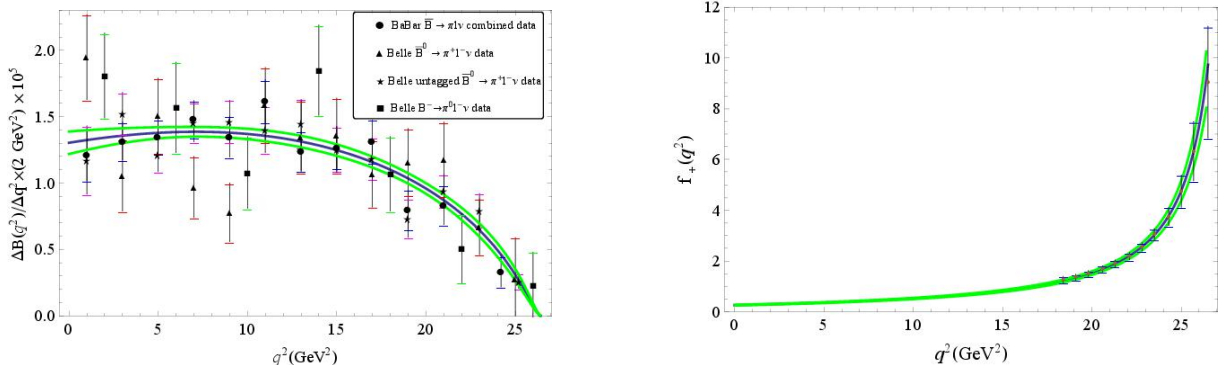 BaBar B̅ → πlν combined data
Belle B̅⁰ → π⁺l⁻ν data
Belle untagged B̅⁰ → π⁺l⁻ν data
Belle B⁻→π⁰l⁻ν data
ΔB(q²)/Δq²×(2 GeV²) × 10⁵
2.0
1.5
1.0
0.5
0.0
0 5 10 15 20 25
q²(GeV²)
f₊(q²)
12
10
8
6
4
2
0
0 5 10 15 20 25
q²(GeV²)